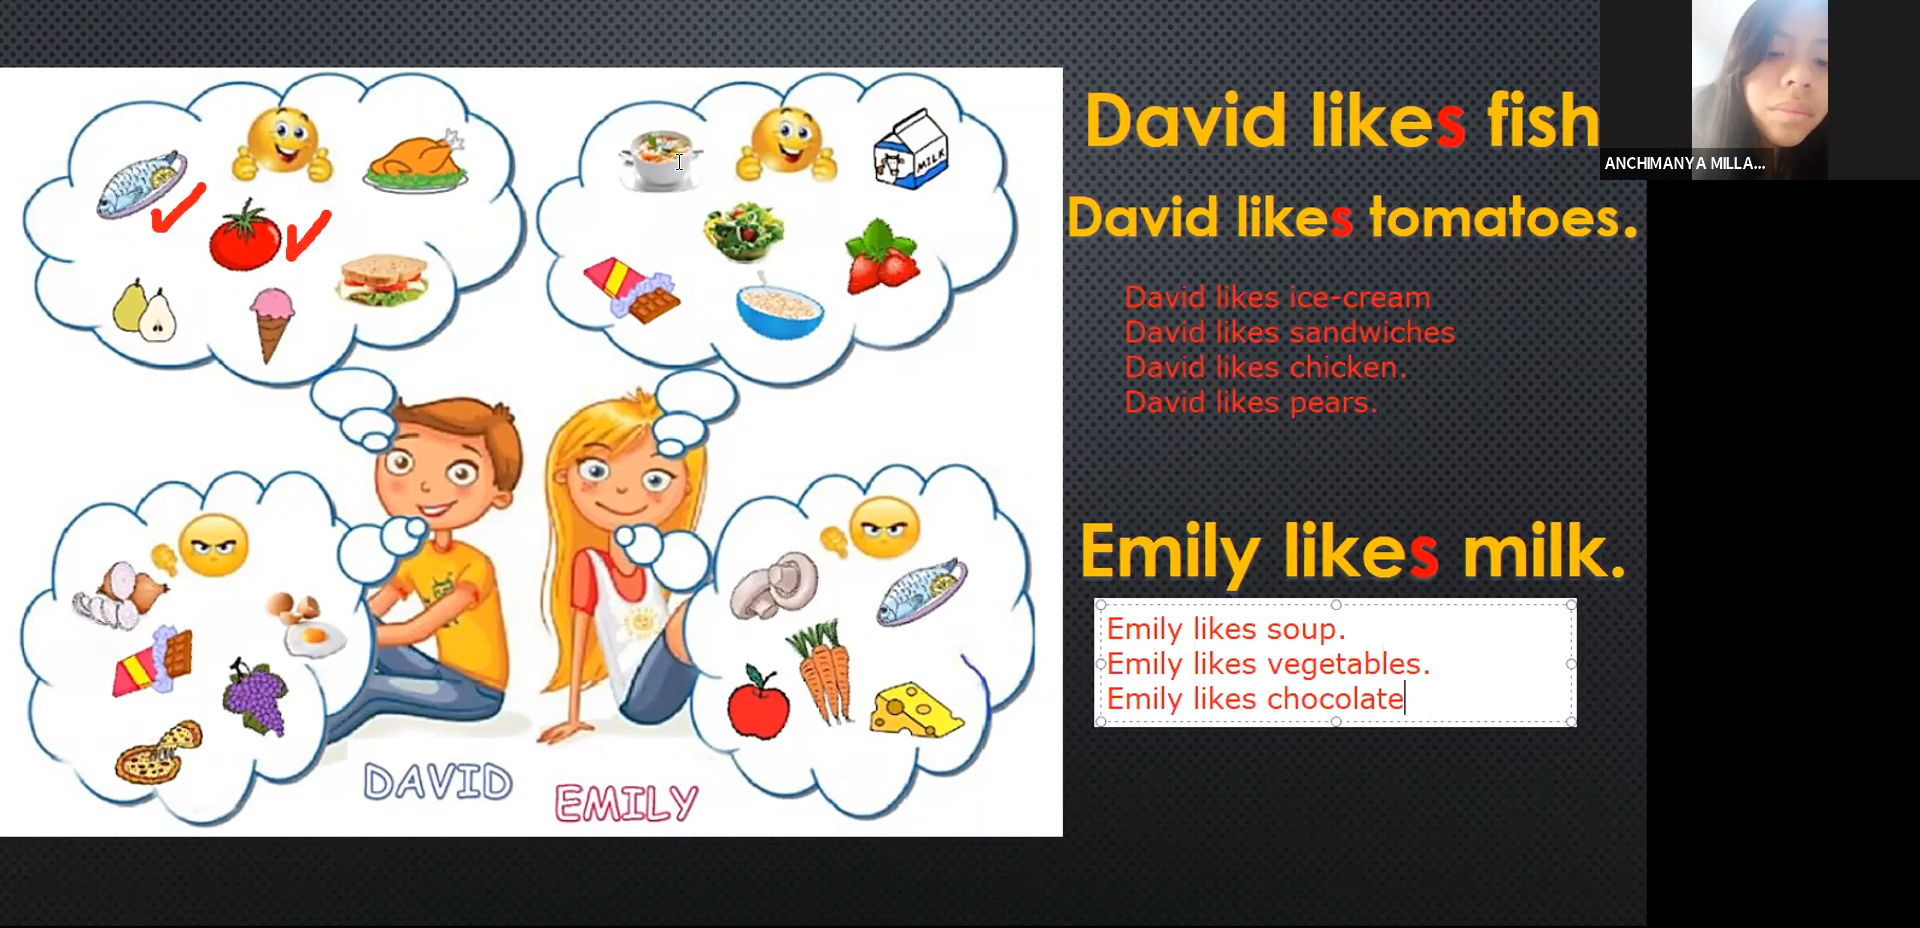 David likes fish
ANCHIMANYA MILLA...
David likes tomatoes.
David likes ice-cream
David likes sandwiches
David likes chicken.
David likes pears.
Emily likes milk.
Emily likes soup.
Emily likes vegetables.
Emily likes chocolate
MILK
DAVID
EMILY